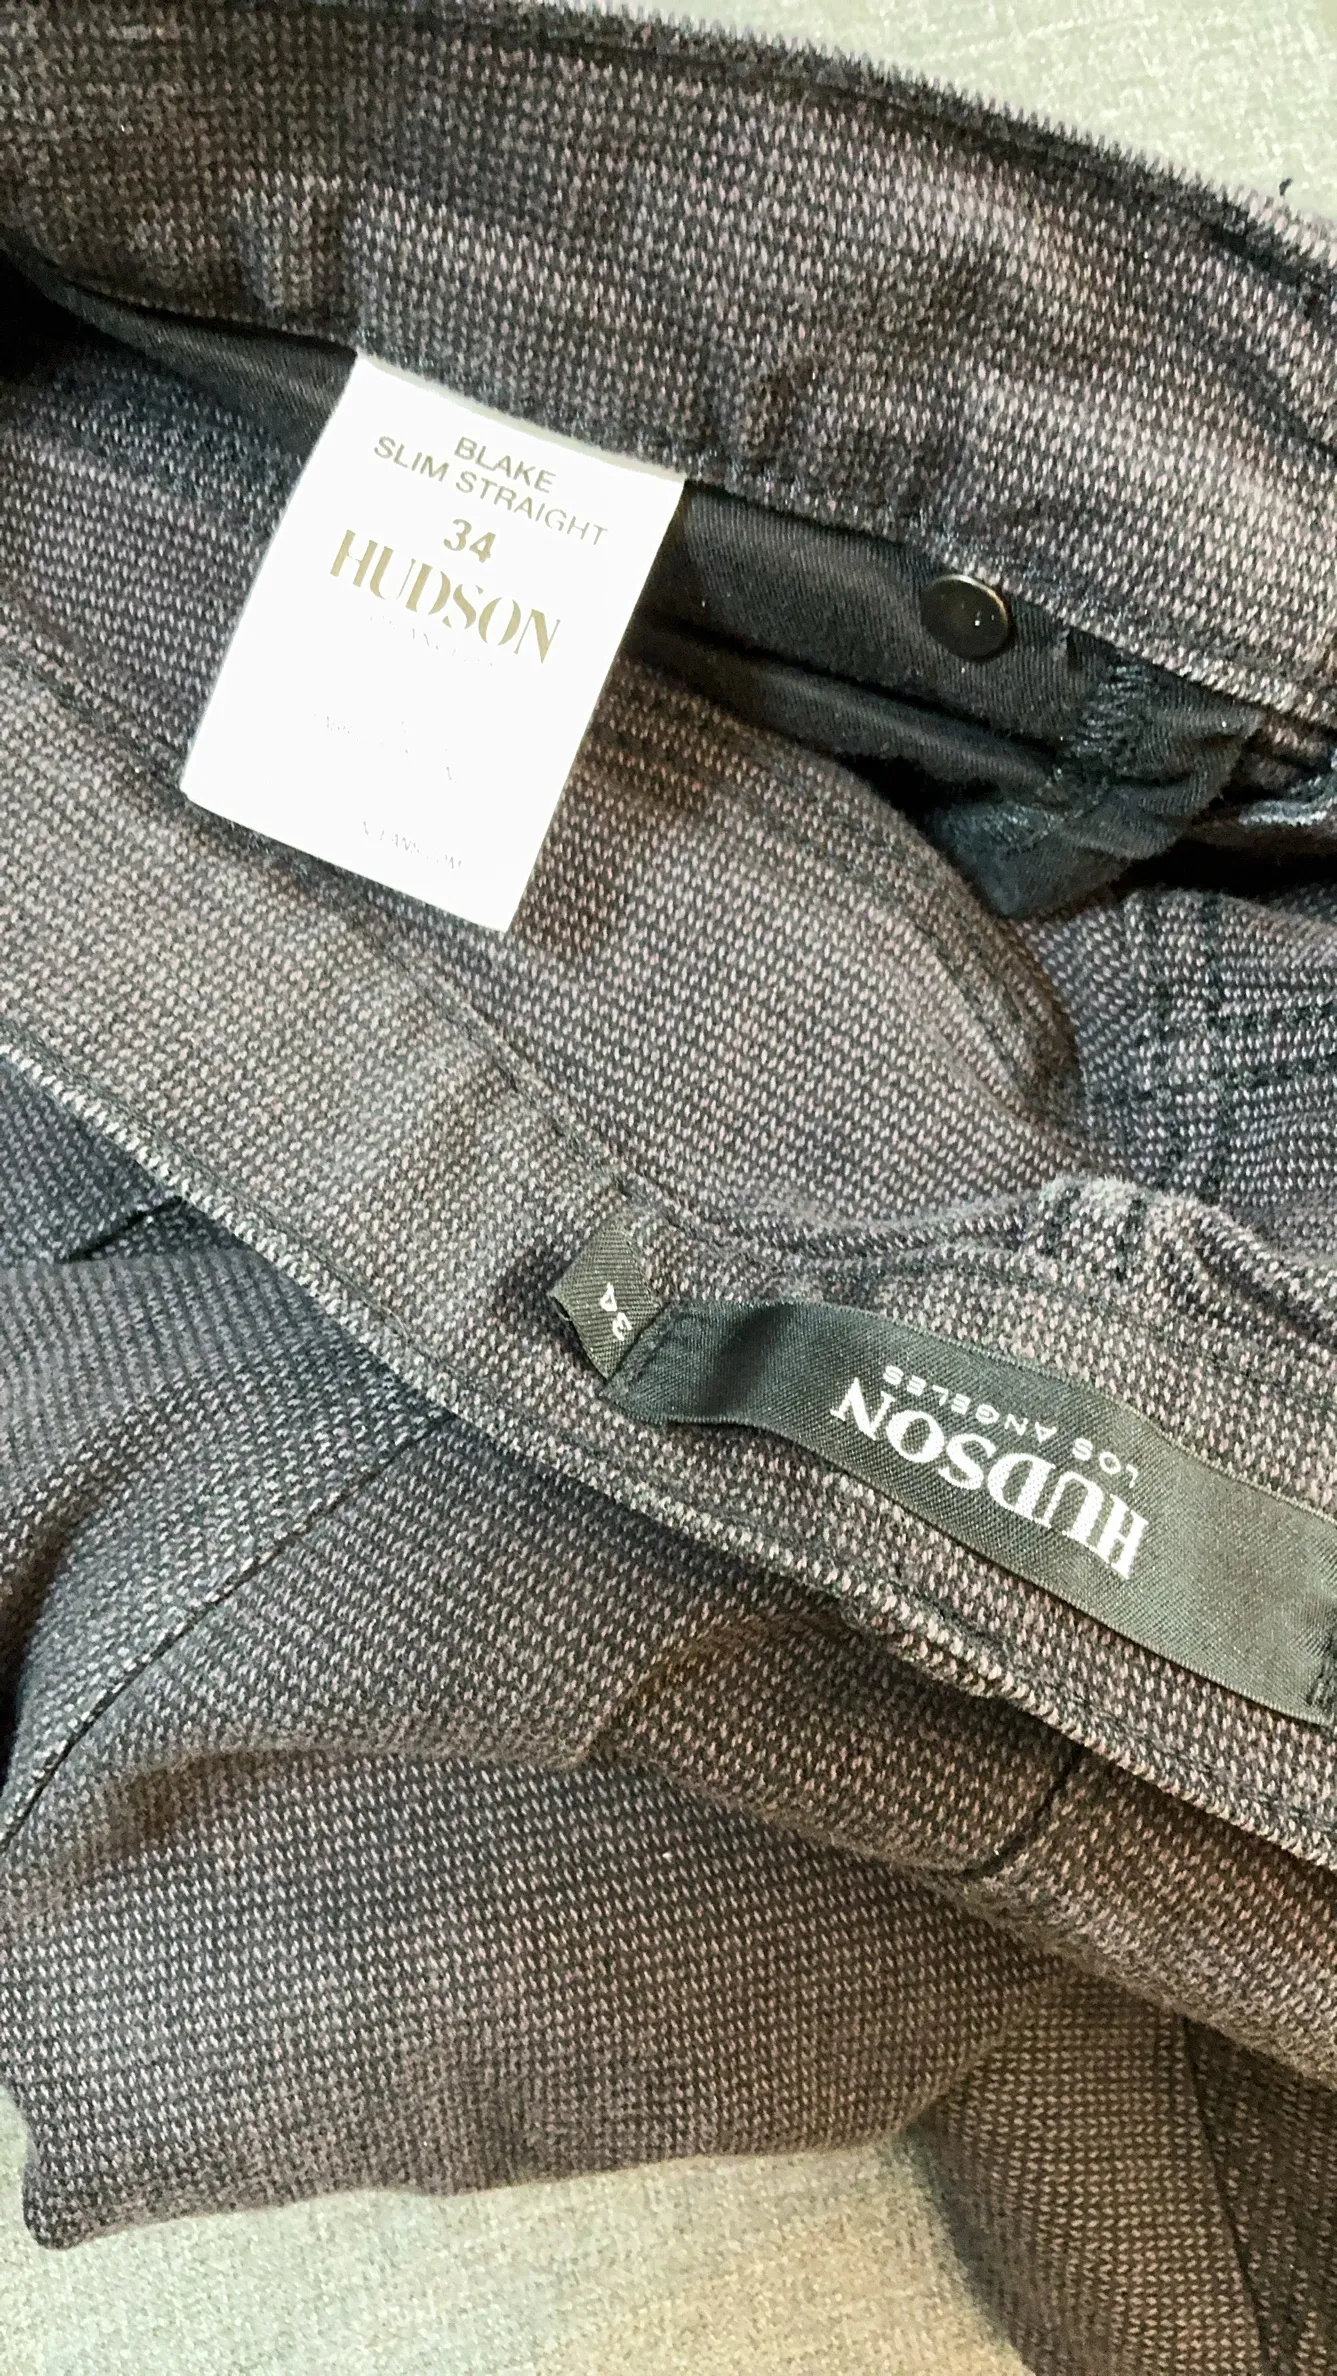 BLAKE
SLIM STRAIGHT
34
HUDSON
34
HUDSON
LOS ANGELES